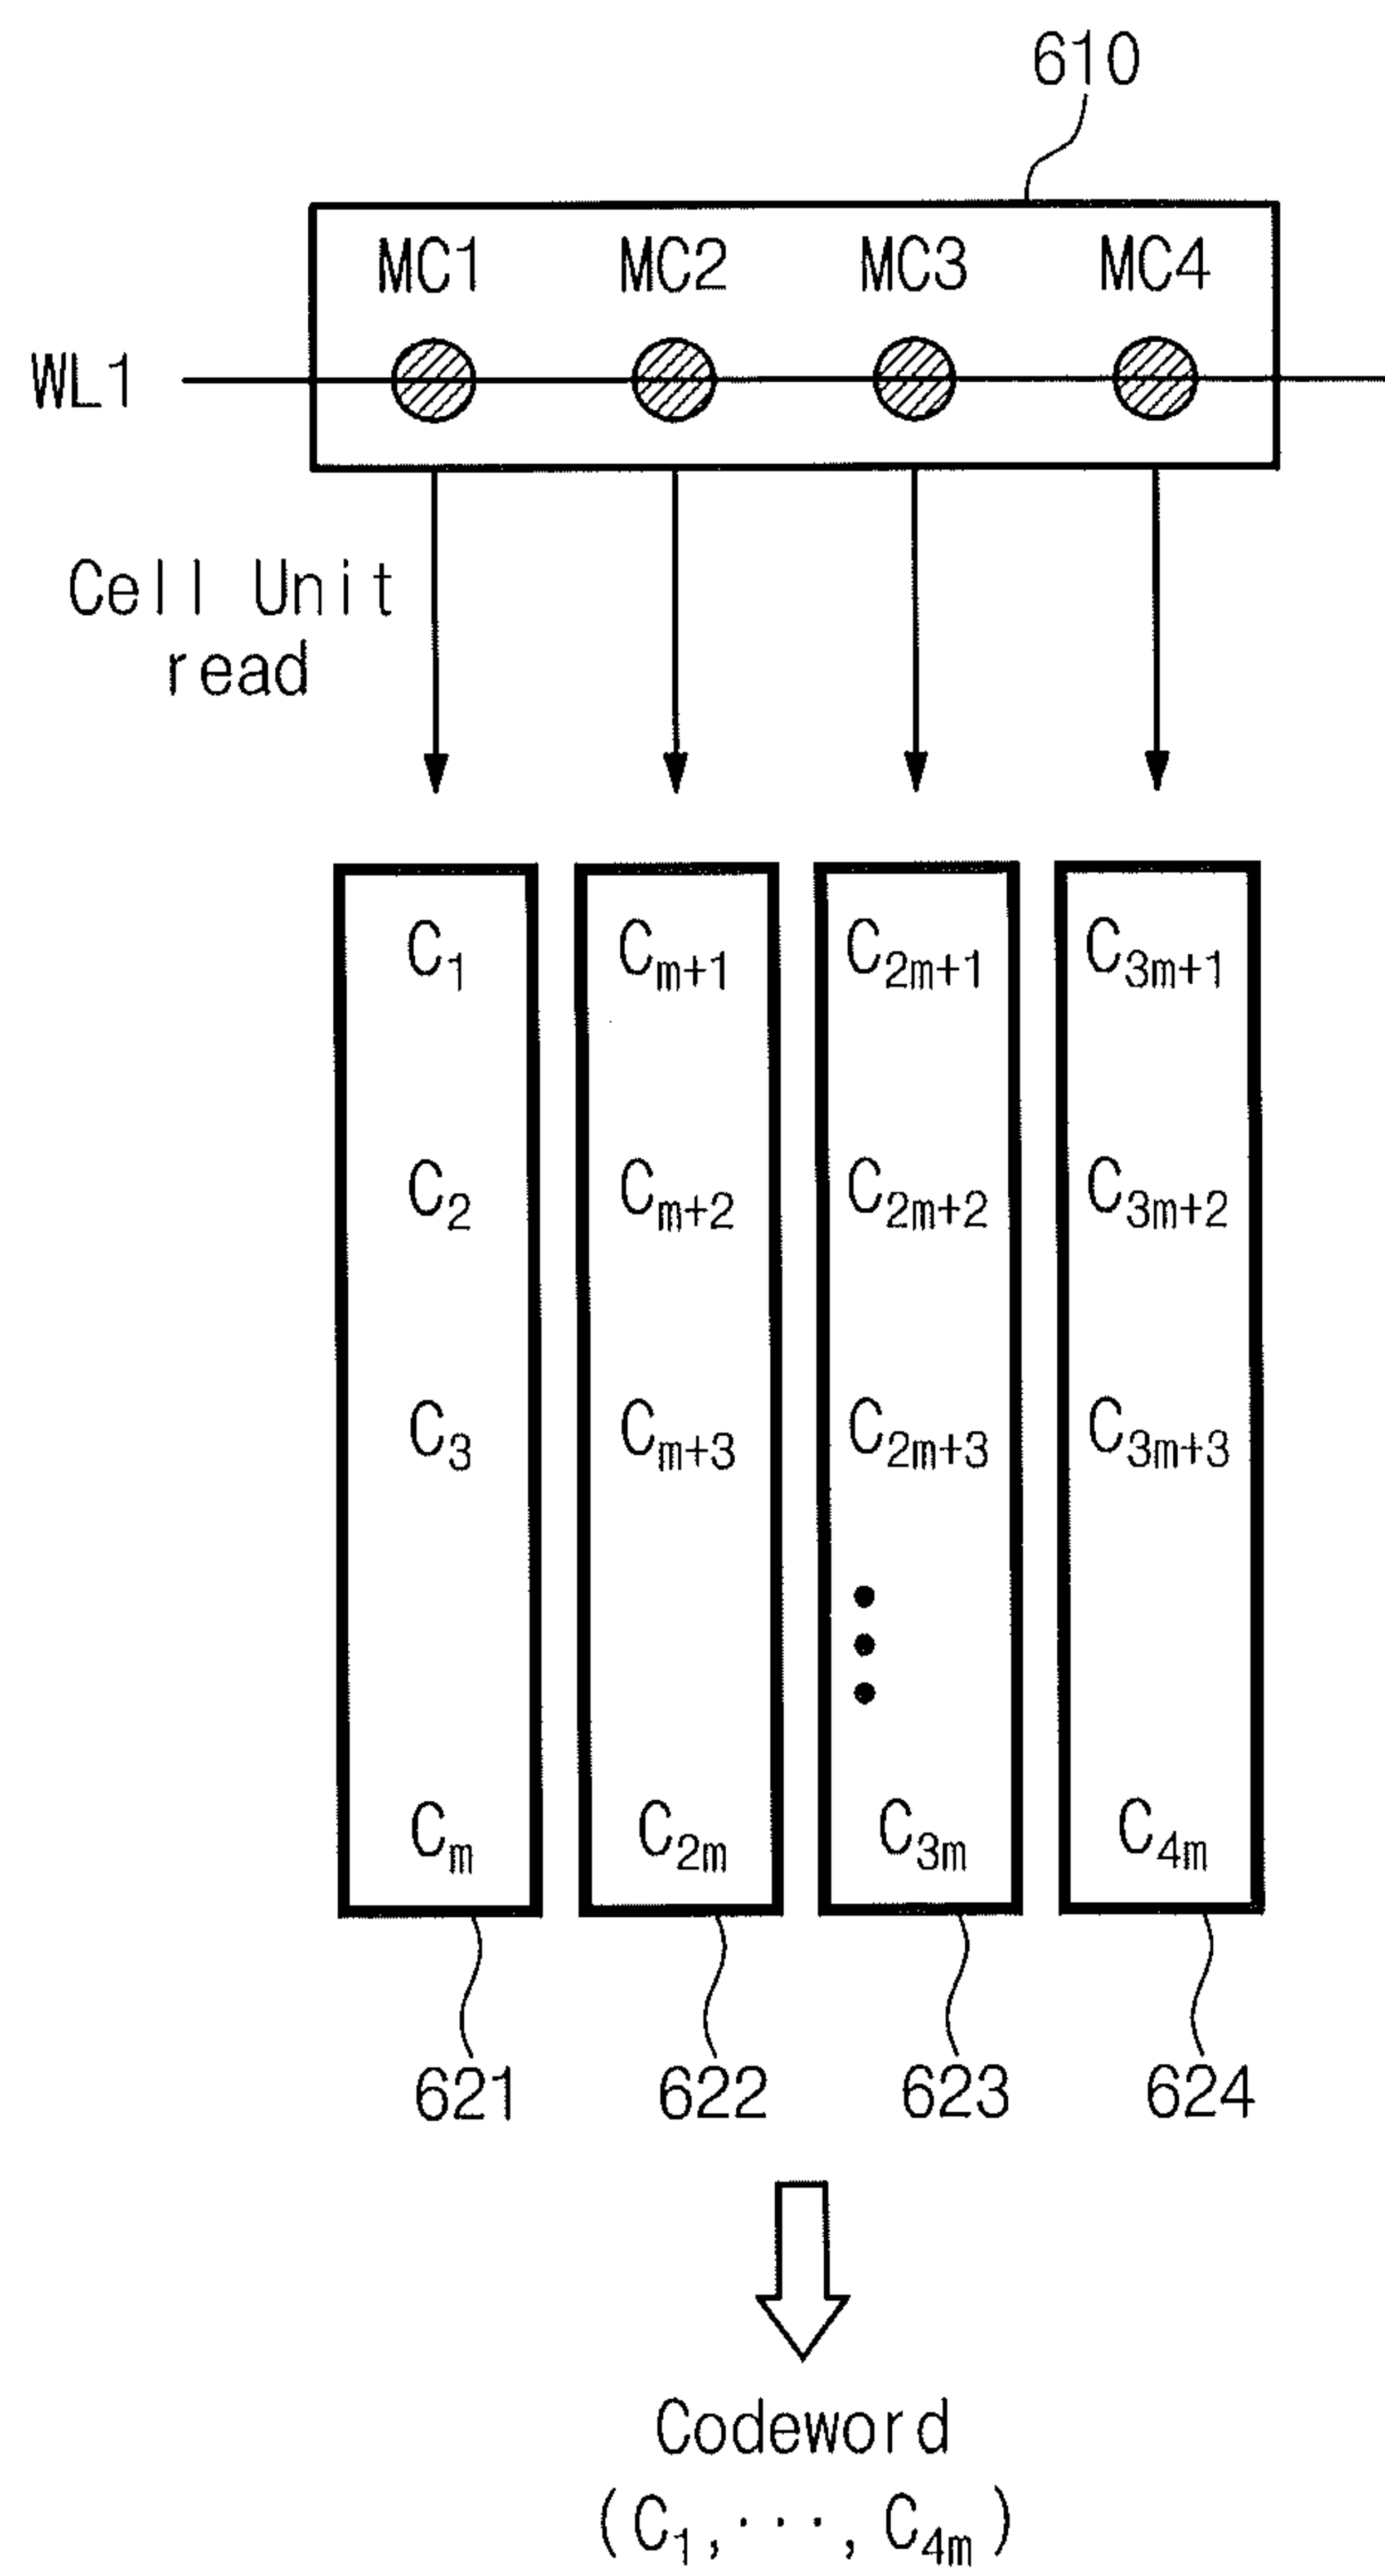 610
MC1 MC2 MC3 MC4
WL1
Cell Unit
read
C₁ Cₘ₊₁ C₂ₘ₊₁ C₃ₘ₊₁
C₂ Cₘ₊₂ C₂ₘ₊₂ C₃ₘ₊₂
C₃ Cₘ₊₃ C₂ₘ₊₃ C₃ₘ₊₃
Cₘ C₂ₘ C₃ₘ C₄ₘ
621 622 623 624
Codeword
(C₁, ···, C₄ₘ)